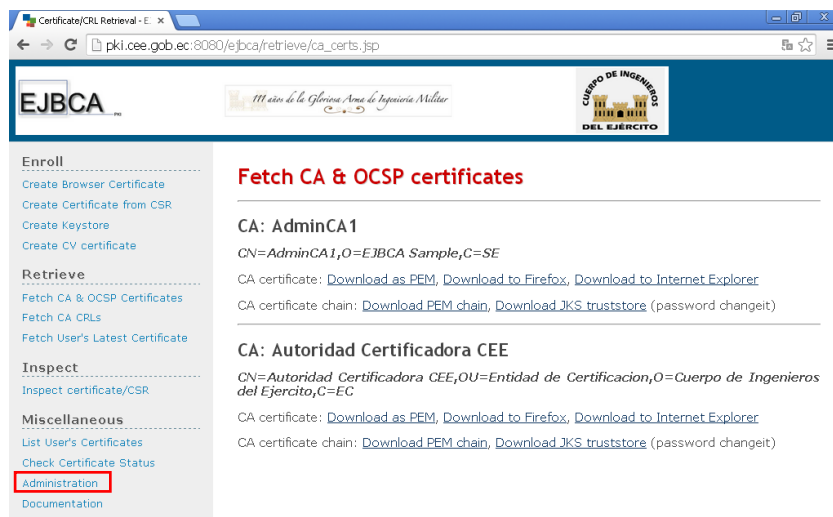 Certificate/CRL Retrieval - E
pki.cee.gob.ec:8080/ejbca/retrieve/ca_certs.jsp
EJBCA
111 años de la Gloriosa Arma de Ingeniería Militar
CUERPO DE INGENIEROS
DEL EJÉRCITO
Enroll
Create Browser Certificate
Create Certificate from CSR
Create Keystore
Create CV certificate
Retrieve
Fetch CA & OCSP Certificates
Fetch CA CRLs
Fetch User's Latest Certificate
Inspect
Inspect certificate/CSR
Miscellaneous
List User's Certificates
Check Certificate Status
Administration
Documentation
Fetch CA & OCSP certificates
CA: AdminCA1
CN=AdminCA1,O=EJBCA Sample,C=SE
CA certificate: Download as PEM, Download to Firefox, Download to Internet Explorer
CA certificate chain: Download PEM chain, Download JKS truststore (password changeit)
CA: Autoridad Certificadora CEE
CN=Autoridad Certificadora CEE,OU=Entidad de Certificacion,O=Cuerpo de Ingenieros
del Ejercito,C=EC
CA certificate: Download as PEM, Download to Firefox, Download to Internet Explorer
CA certificate chain: Download PEM chain, Download JKS truststore (password changeit)